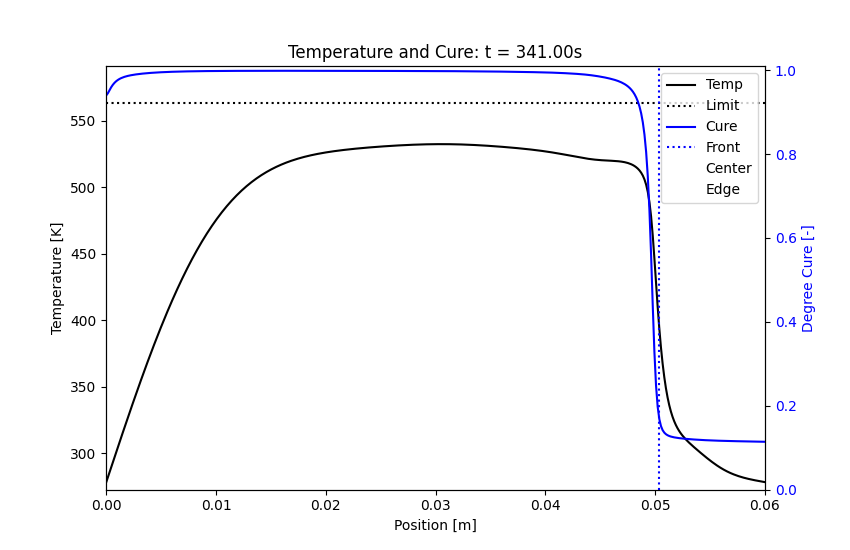 Temperature and Cure: t = 341.00s
Temp
Limit
Cure
Front
Center
Edge
Temperature [K]
550
500
450
400
350
300
Degree Cure [-]
1.0
0.8
0.6
0.4
0.2
0.0
0.00 0.01 0.02 0.03 0.04 0.05 0.06
Position [m]